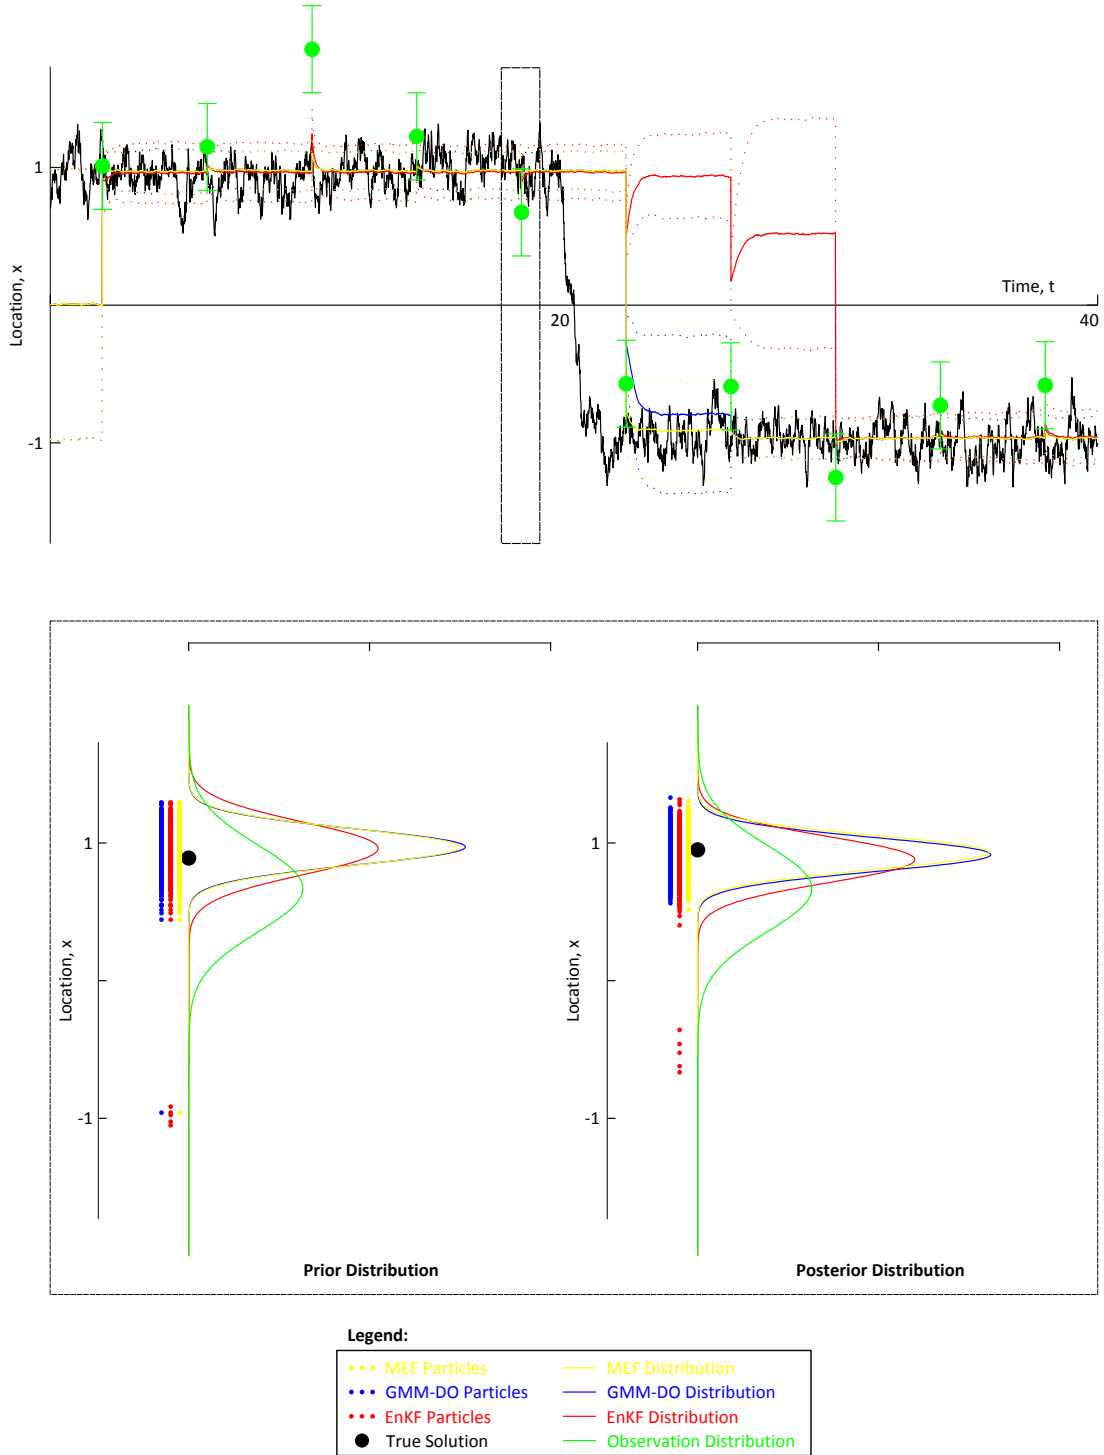 1
Location, x
Time, t
20
40
-1
1
Location, x
-1
Prior Distribution
1
Location, x
-1
Posterior Distribution
Legend:
MEF Particles
MEF Distribution
GMM-DO Particles
GMM-DO Distribution
EnKF Particles
EnKF Distribution
True Solution
Observation Distribution